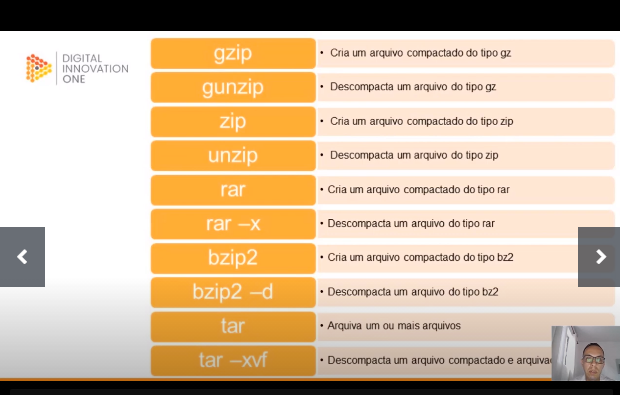 DIGITAL
INNOVATION
ONE
gzip • Cria um arquivo compactado do tipo gz
gunzip • Descompacta um arquivo do tipo gz
zip • Cria um arquivo compactado do tipo zip
unzip • Descompacta um arquivo do tipo zip
rar • Cria um arquivo compactado do tipo rar
rar –x • Descompacta um arquivo do tipo rar
bzip2 • Cria um arquivo compactado do tipo bz2
bzip2 –d • Descompacta um arquivo do tipo bz2
tar • Arquiva um ou mais arquivos
tar –xvf • Descompacta um arquivo compactado e